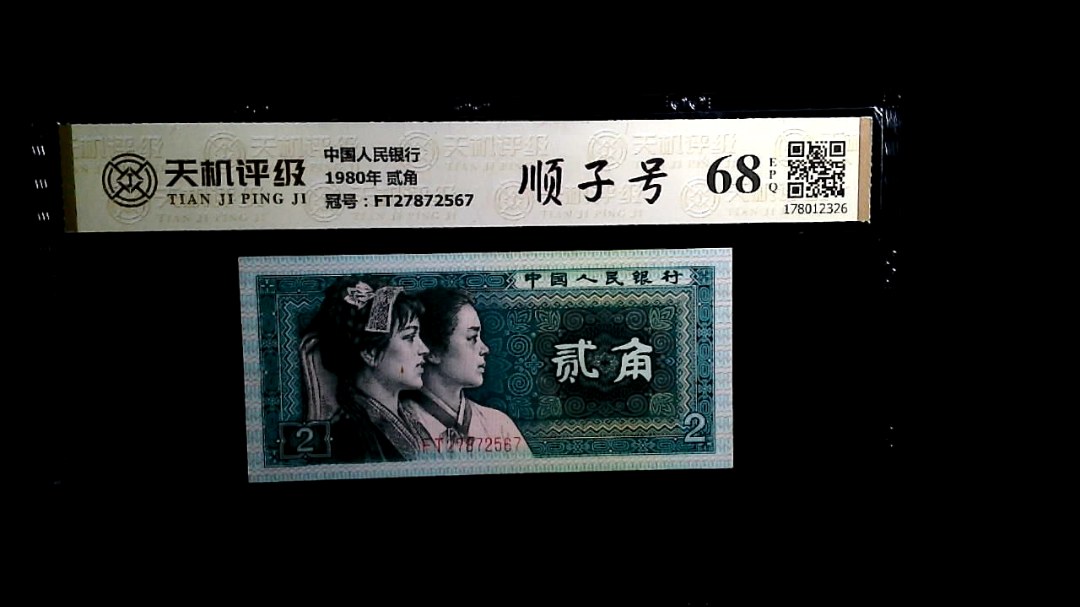 天机评级
TIAN JI PING JI
中国人民银行
1980年 贰角
冠号：FT27872567
顺子号
68
EPQ
178012326
中国人民银行
贰角
2
FT27872567
2